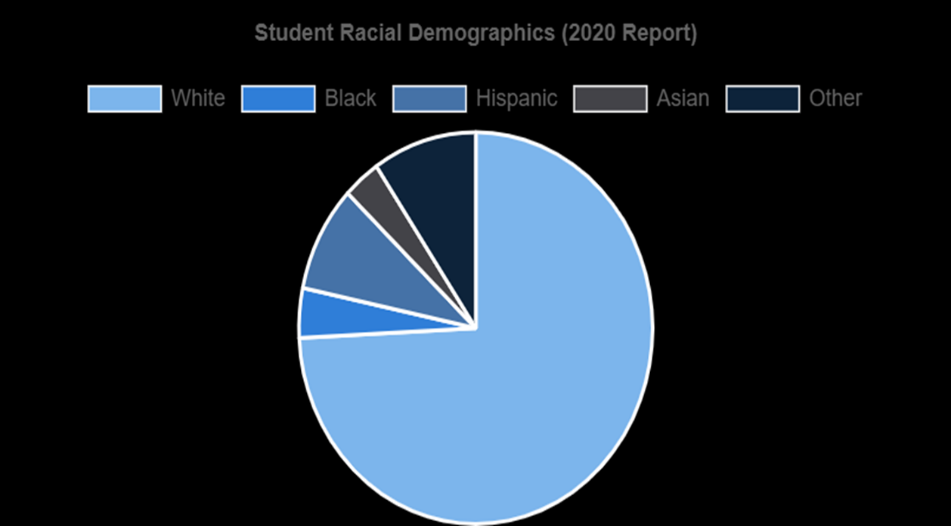 Student Racial Demographics (2020 Report)
White Black Hispanic Asian Other